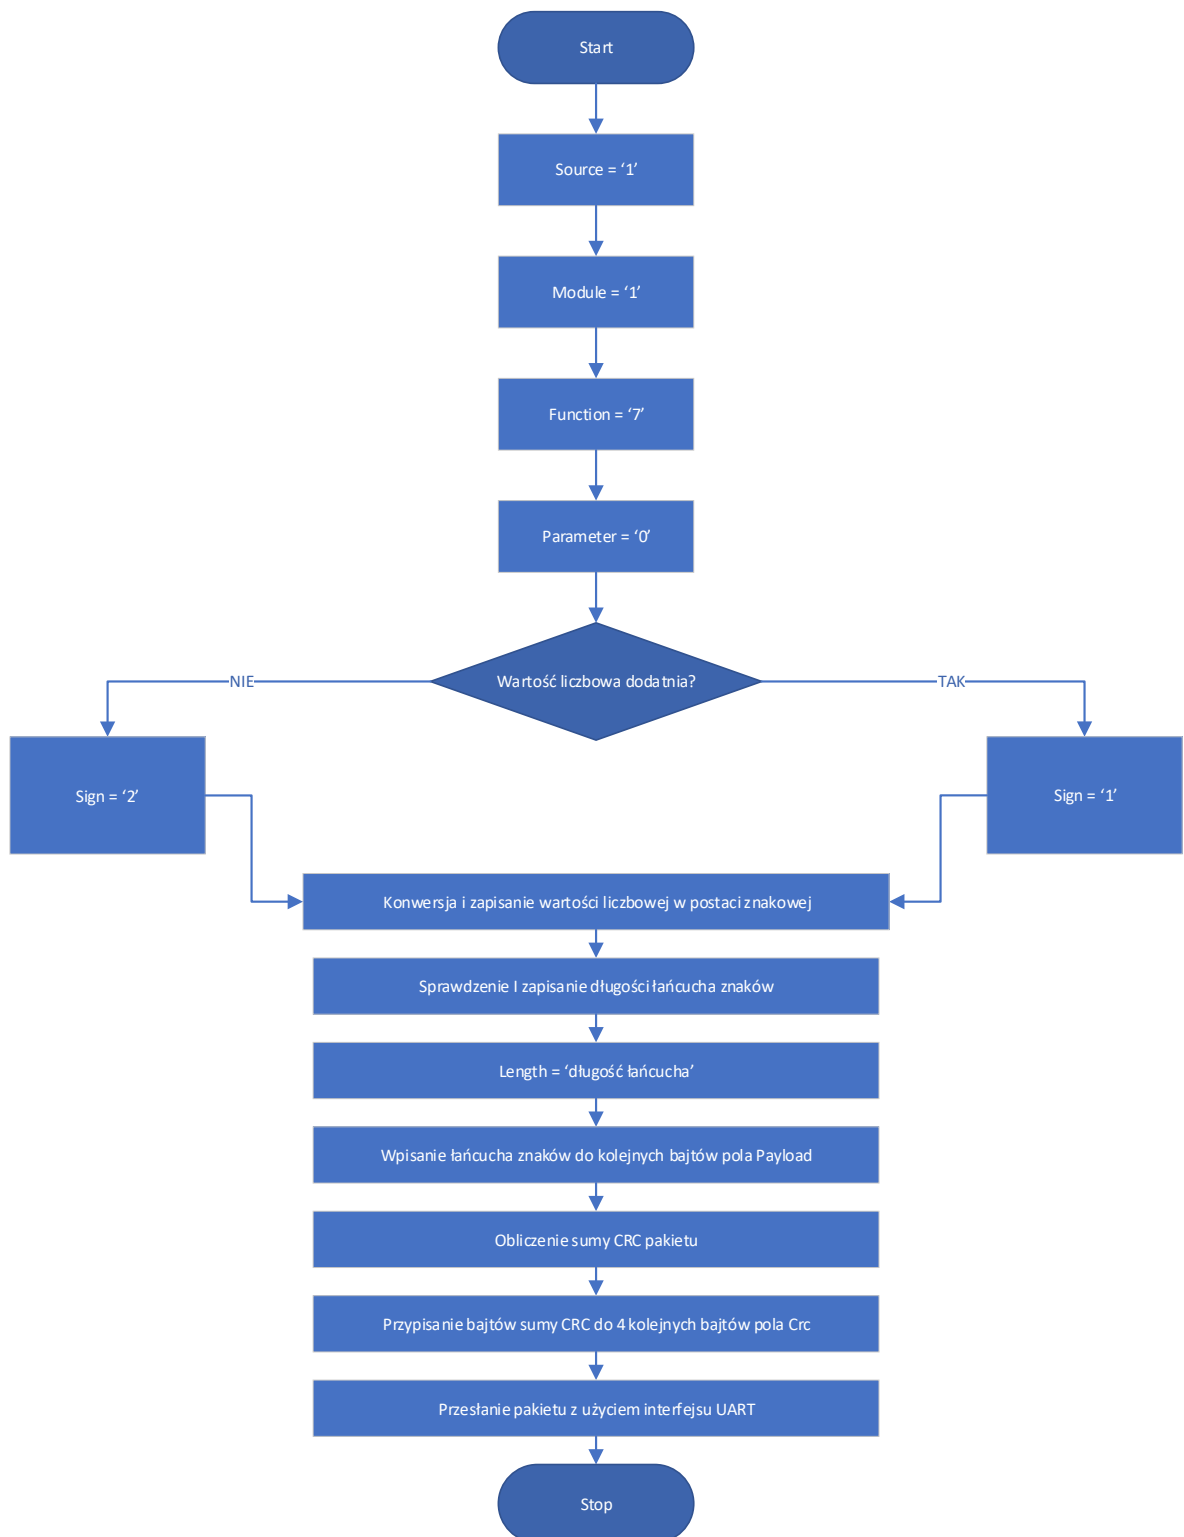 Start
Source = ‘1’
Module = ‘1’
Function = ‘7’
Parameter = ‘0’
Wartość liczbowa dodatnia?
NIE
TAK
Sign = ‘2’
Sign = ‘1’
Konwersja i zapisanie wartości liczbowej w postaci znakowej
Sprawdzenie I zapisanie długości łańcucha znaków
Length = ‘długość łańcucha’
Wpisanie łańcucha znaków do kolejnych bajtów pola Payload
Obliczenie sumy CRC pakietu
Przypisanie bajtów sumy CRC do 4 kolejnych bajtów pola Crc
Przesłanie pakietu z użyciem interfejsu UART
Stop